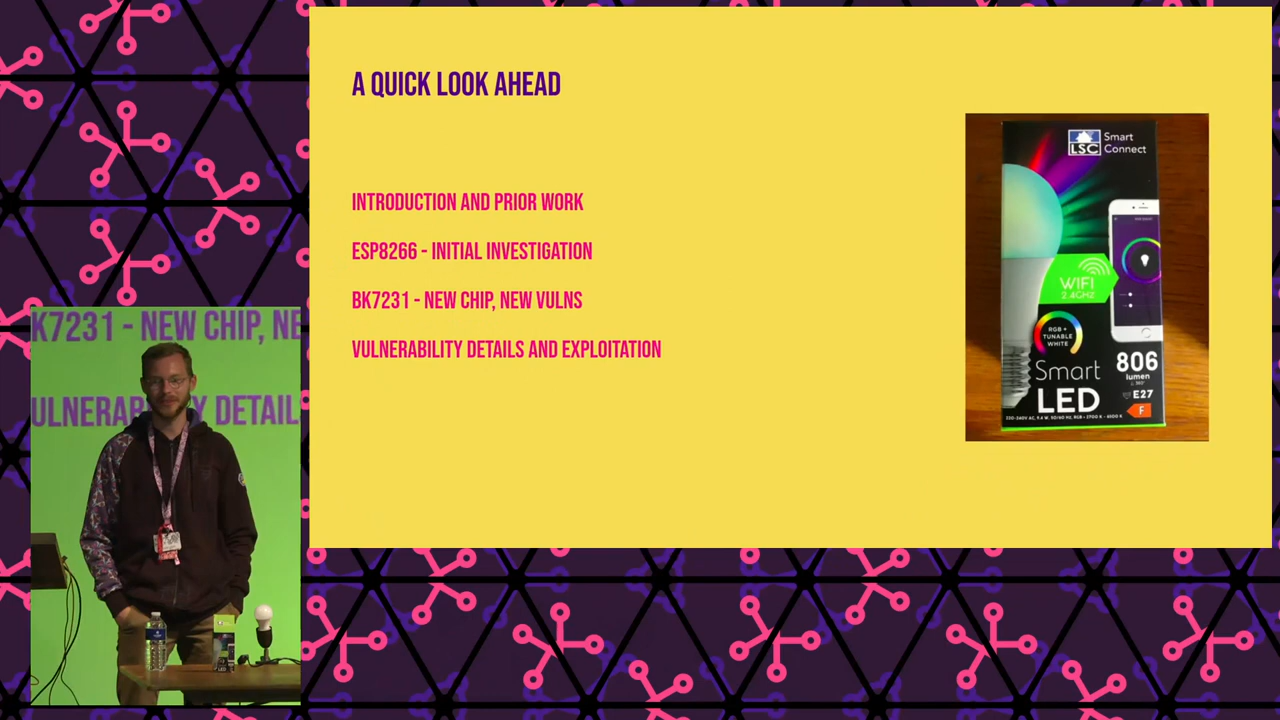 A QUICK LOOK AHEAD
INTRODUCTION AND PRIOR WORK
ESP8266 - INITIAL INVESTIGATION
BK7231 - NEW CHIP, NEW VULNS
VULNERABILITY DETAILS AND EXPLOITATION
LSC
Smart
Connect
WIFI
2.4GHZ
RGB +
TUNABLE
WHITE
Smart
LED
806
lumen
E27
F
K7231 - NEW CHIP, NE
ULNERAB Y DETAIL
LED